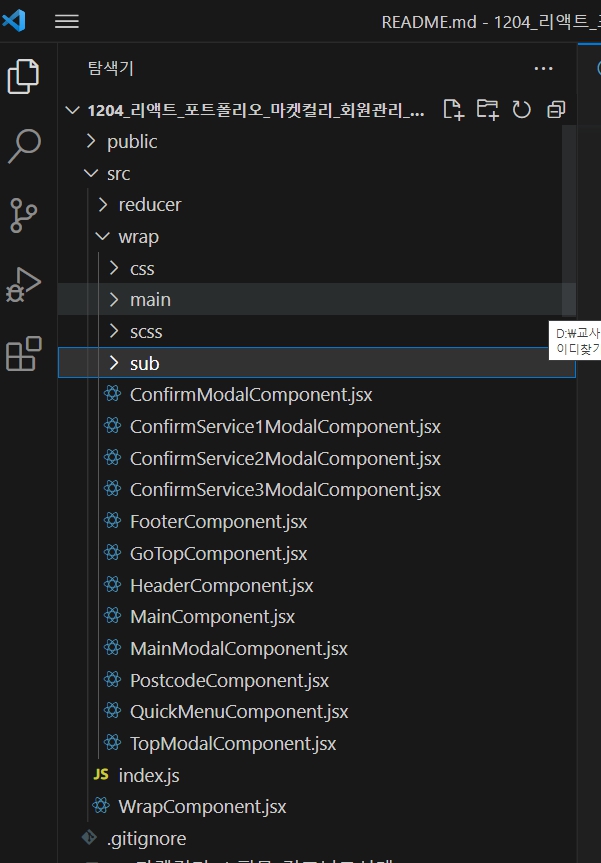 README.md - 1204_리액트_
탐색기
1204_리액트_포트폴리오_마켓컬리_회원관리_...
public
src
reducer
wrap
css
main
scss
D:₩교사
이디찾기
sub
ConfirmModalComponent.jsx
ConfirmService1ModalComponent.jsx
ConfirmService2ModalComponent.jsx
ConfirmService3ModalComponent.jsx
FooterComponent.jsx
GoTopComponent.jsx
HeaderComponent.jsx
MainComponent.jsx
MainModalComponent.jsx
PostcodeComponent.jsx
QuickMenuComponent.jsx
TopModalComponent.jsx
JS index.js
WrapComponent.jsx
.gitignore